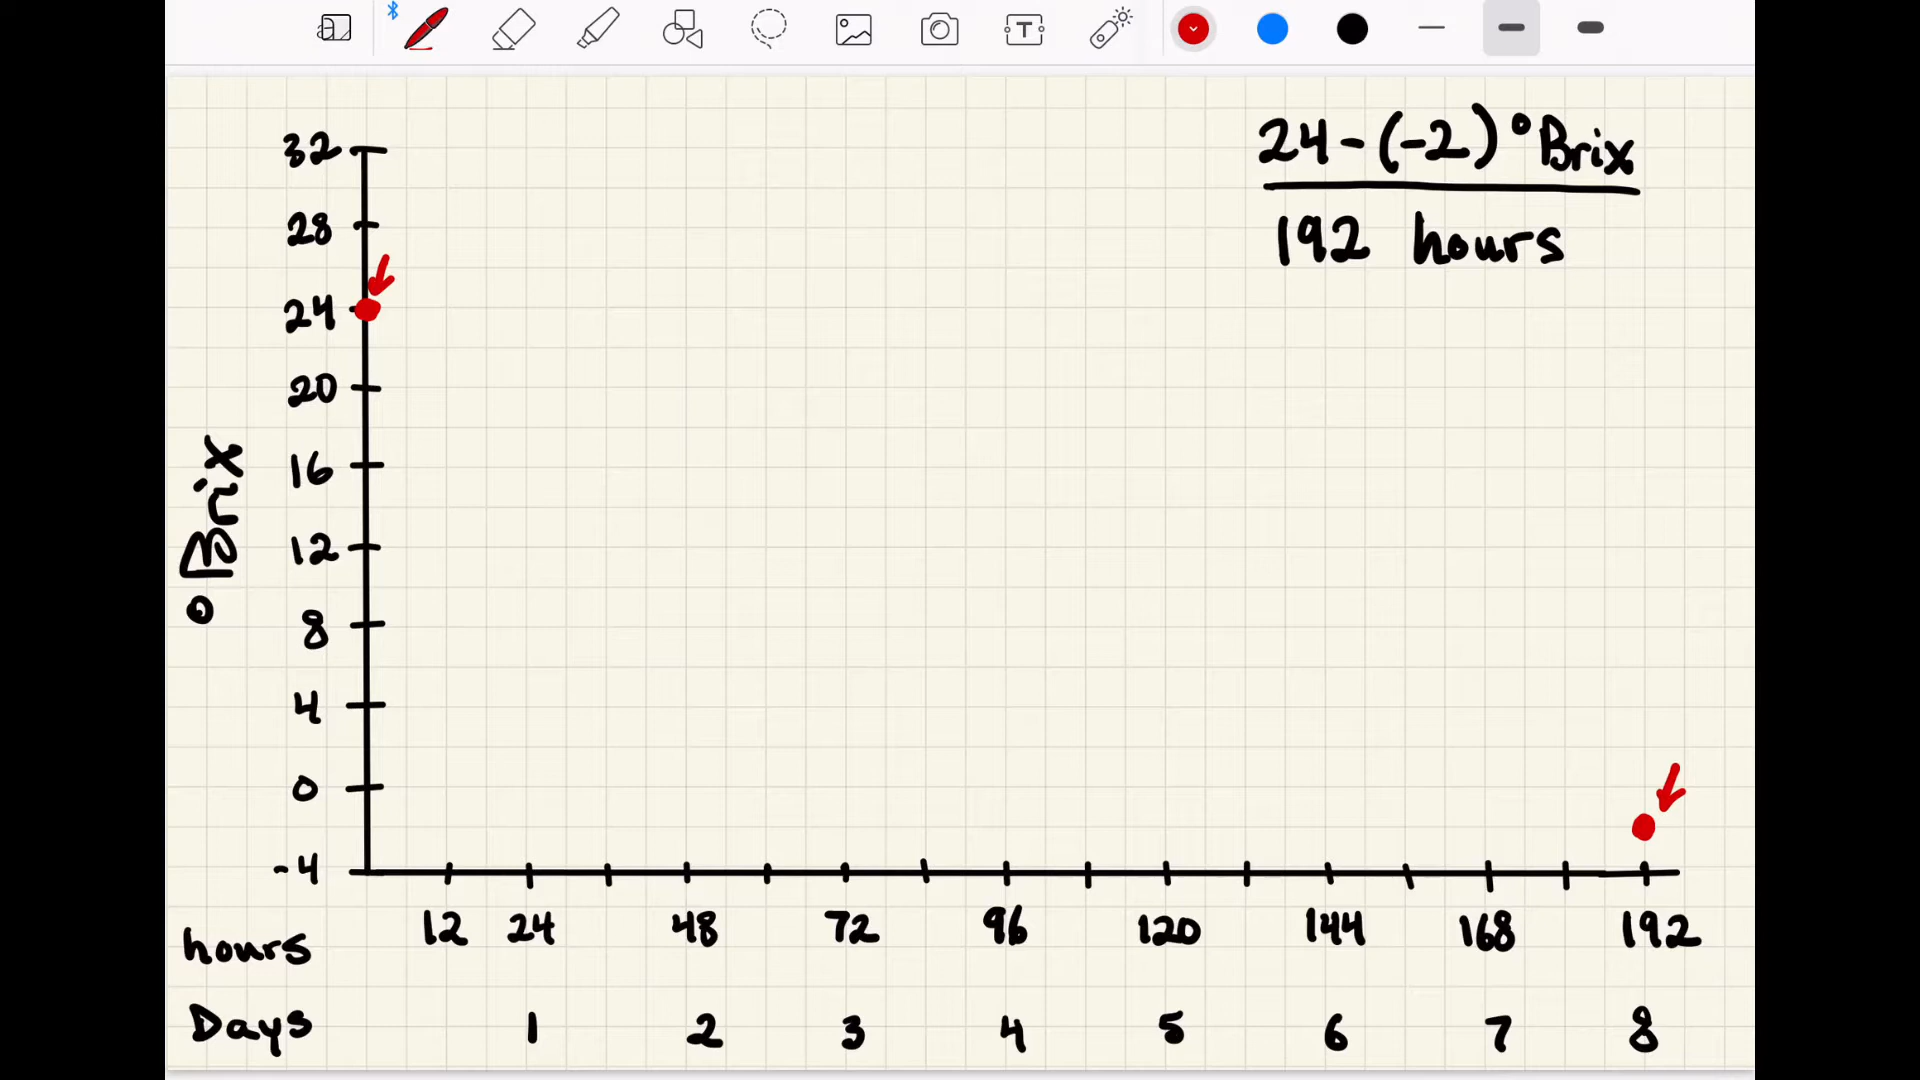 24-(-2) °Brix
192 hours
32
28
24
20
16
12
8
4
0
-4
°Brix
hours 12 24 48 72 96 120 144 168 192
Days 1 2 3 4 5 6 7 8